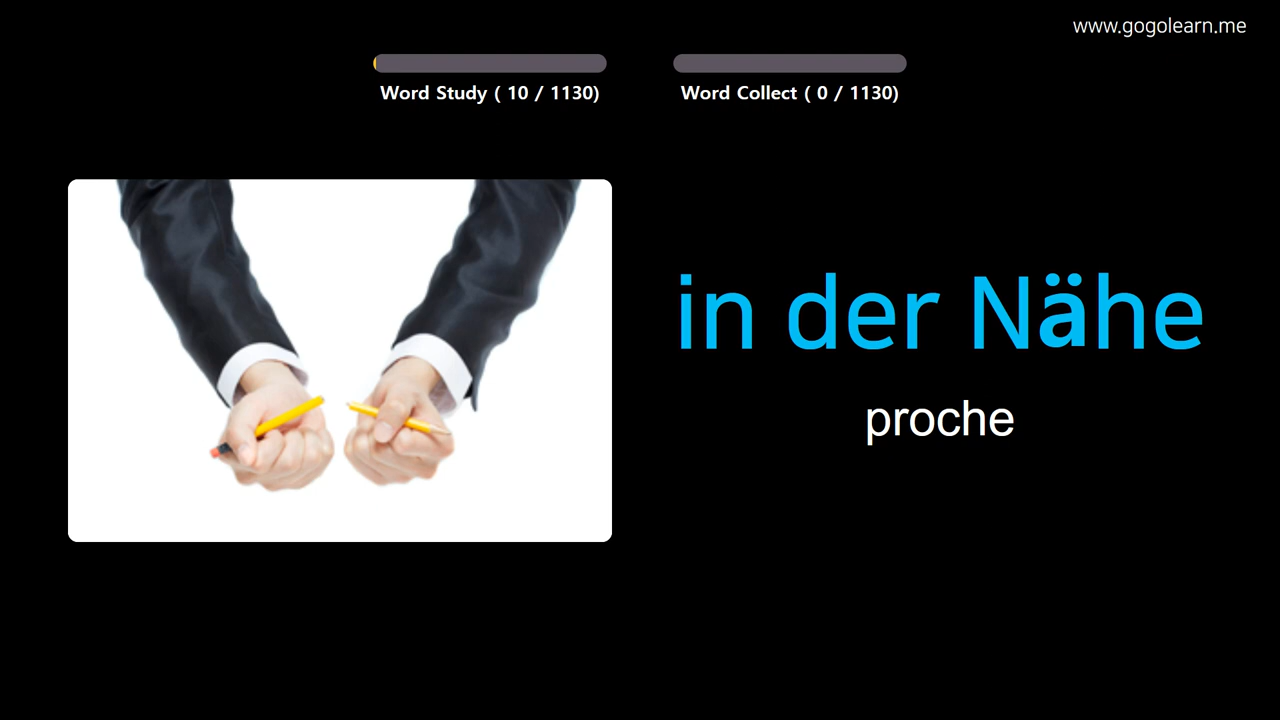 www.gogolearn.me
Word Study ( 10 / 1130)
Word Collect ( 0 / 1130)
in der Nähe
proche